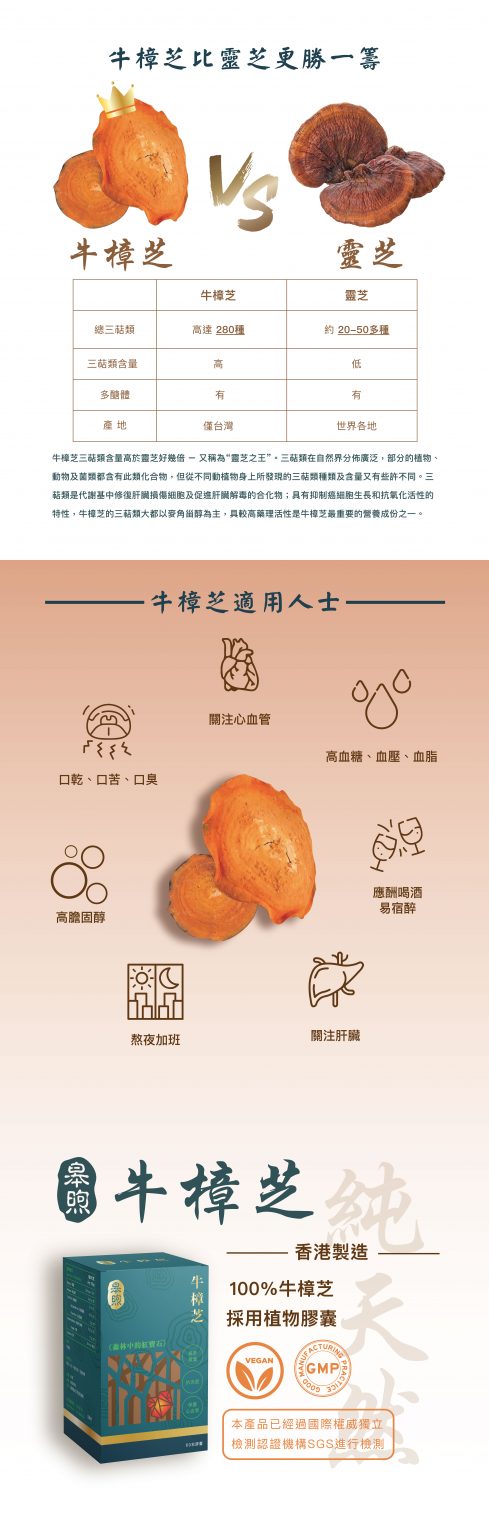 牛樟芝比靈芝更勝一籌
VS
牛樟芝
靈芝
牛樟芝 靈芝
總三萜類 高達 280種 約 20-50多種
三萜類含量 高 低
多醣體 有 有
產 地 僅台灣 世界各地
牛樟芝三萜類含量高於靈芝好幾倍 — 又稱為“靈芝之王”。三萜類在自然界分佈廣泛，部分的植物、
動物及菌類都含有此類化合物，但從不同動植物身上所發現的三萜類種類及含量又有些許不同。三
萜類是代謝基中修復肝臟損傷細胞及促進肝臟解毒的合化物；具有抑制癌細胞生長和抗氧化活性的
特性，牛樟芝的三萜類大都以麥角甾醇為主，具較高藥理活性是牛樟芝最重要的營養成份之一。
牛樟芝適用人士
關注心血管
高血糖、血壓、血脂
口乾、口苦、口臭
應酬喝酒
易宿醉
高膽固醇
熬夜加班
關注肝臟
皋煦
牛樟芝
純天然
香港製造
100%牛樟芝
採用植物膠囊
VEGAN
GOOD MANUFACTURING PRACTICE
GMP
本產品已經過國際權威獨立
檢測認證機構SGS進行檢測
皋煦
牛樟芝
《森林中的紅寶石》